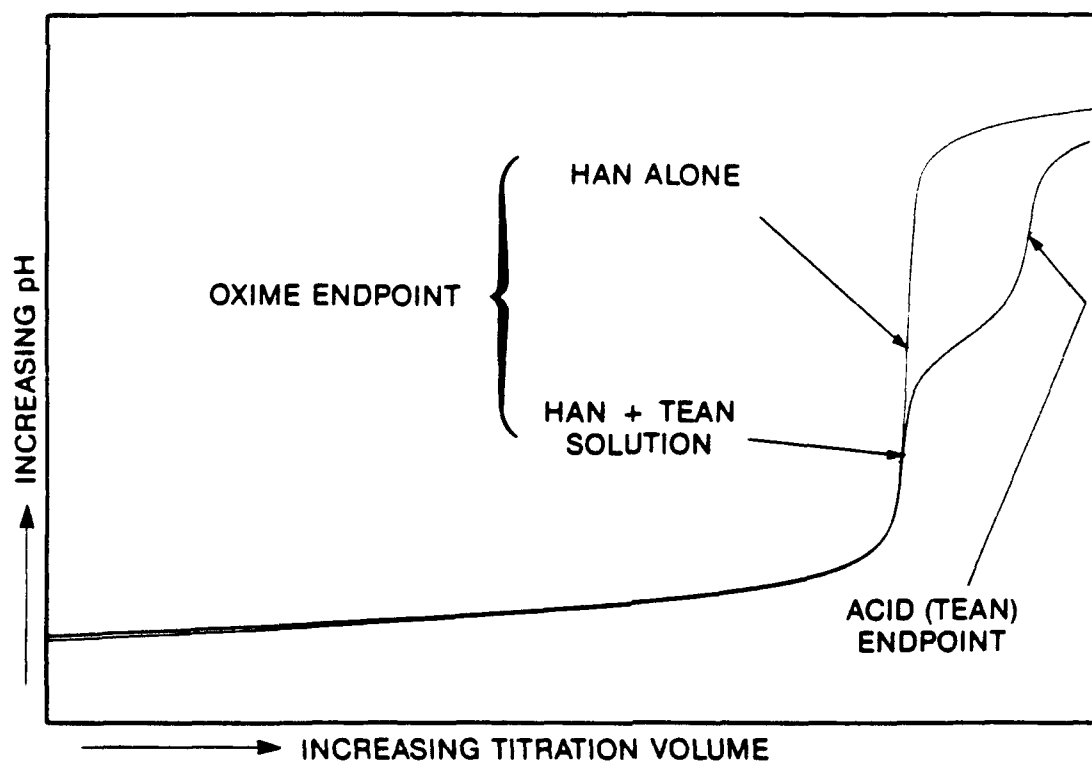 HAN ALONE
OXIME ENDPOINT
HAN + TEAN
SOLUTION
ACID (TEAN)
ENDPOINT
INCREASING pH
INCREASING TITRATION VOLUME